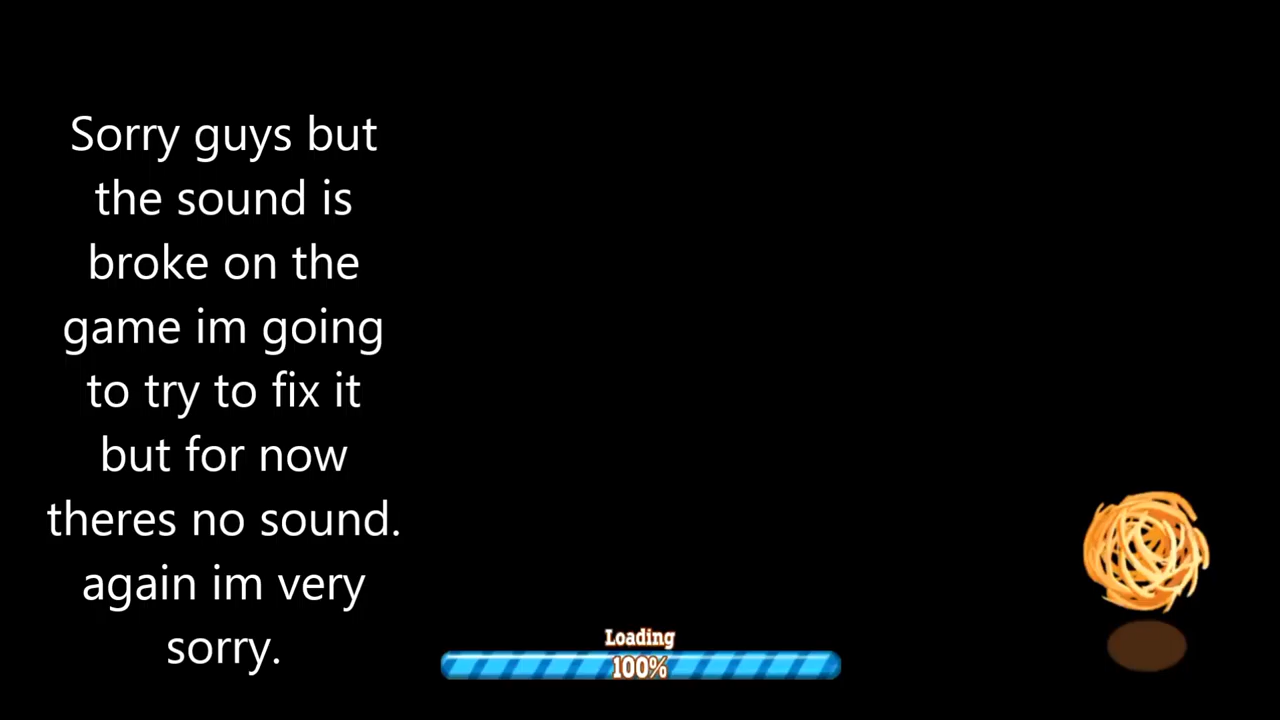 Sorry guys but
the sound is
broke on the
game im going
to try to fix it
but for now
theres no sound.
again im very
sorry.
Loading
100%